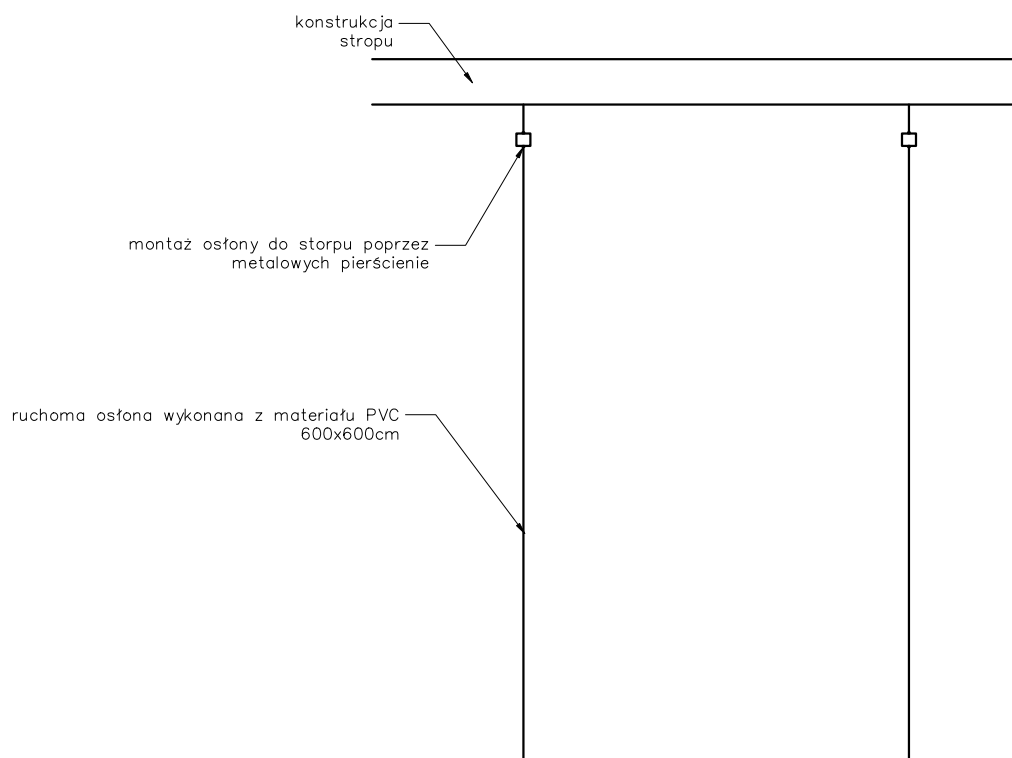 konstrukcja
stropu
montaż osłony do storpu poprzez
metalowych pierścienie
ruchoma osłona wykonana z materiału PVC
600x600cm